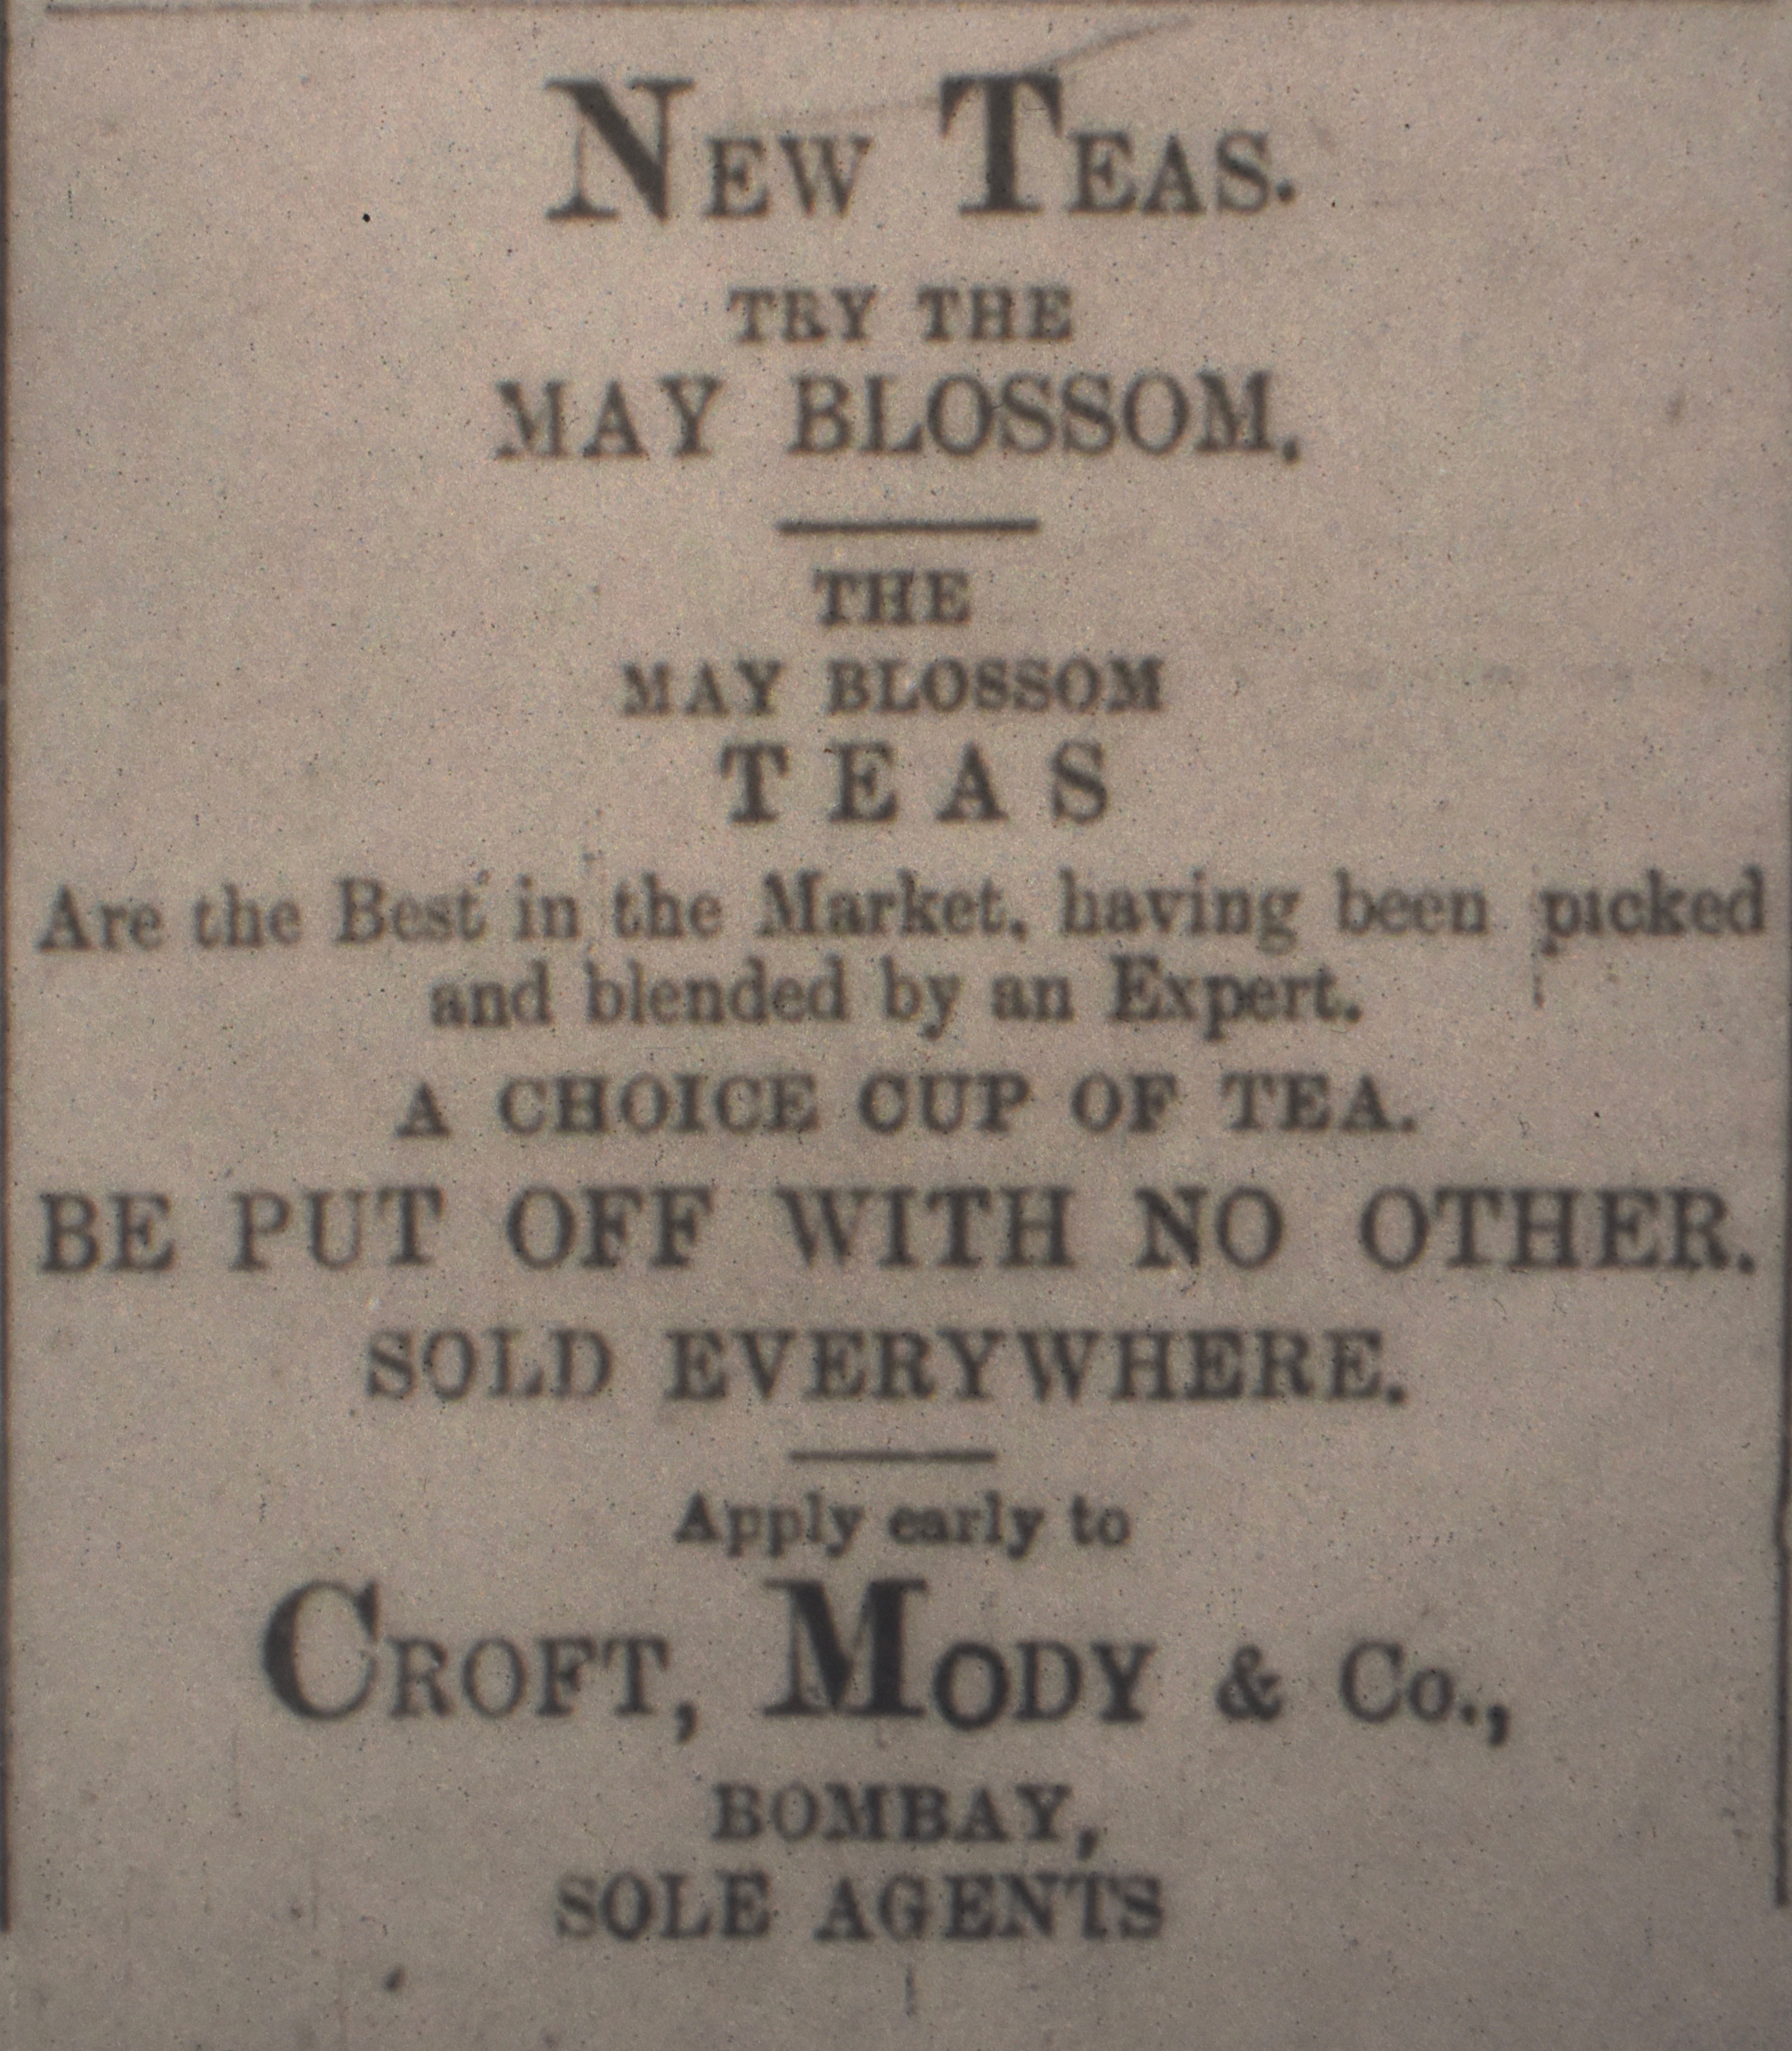 NEW TEAS.
TRY THE
MAY BLOSSOM.
THE
MAY BLOSSOM
TEAS
Are the Best in the Market, having been picked
and blended by an Expert.
A CHOICE CUP OF TEA.
BE PUT OFF WITH NO OTHER.
SOLD EVERYWHERE.
Apply early to
CROFT, MODY & Co.,
BOMBAY,
SOLE AGENTS